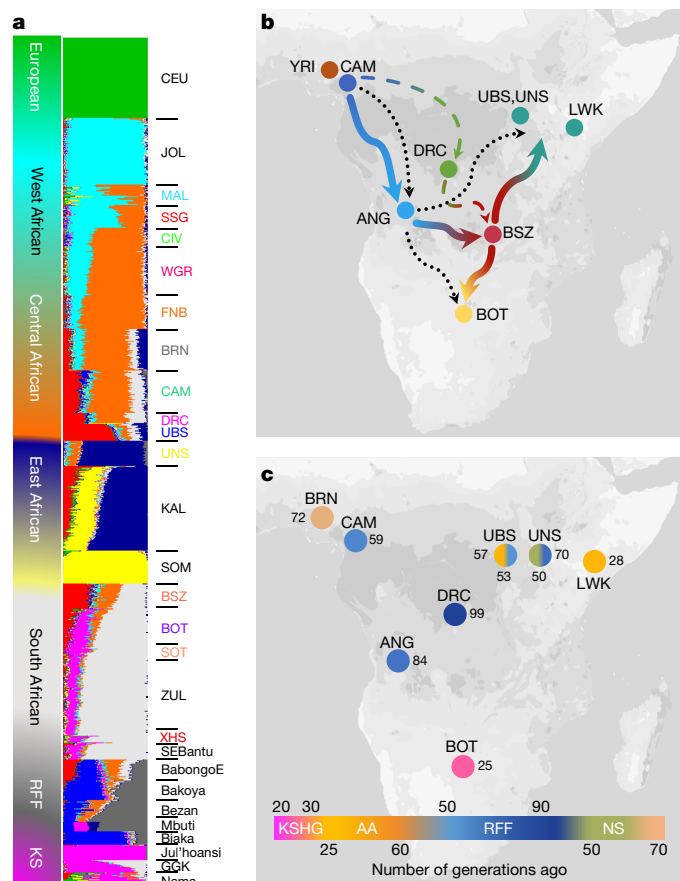 a
European
West African
Central African
East African
South African
RFF
KS
CEU
JOL
MAL
SSG
CIV
WGR
FNB
BRN
CAM
DRC
UBS
UNS
KAL
SOM
BSZ
BOT
SOT
ZUL
XHS
SEBantu
BabongoE
Bakoya
Bezan
Mbuti
Biaka
Jul'hoansi
GGK
Nama
b
YRI CAM
UBS,UNS
LWK
DRC
ANG
BSZ
BOT
c
BRN
72
CAM
59
UBS UNS
57 70
53 50
28
LWK
DRC
99
ANG
84
BOT
25
20 30 50 90
KSHG AA RFF NS
25 60 50 70
Number of generations ago